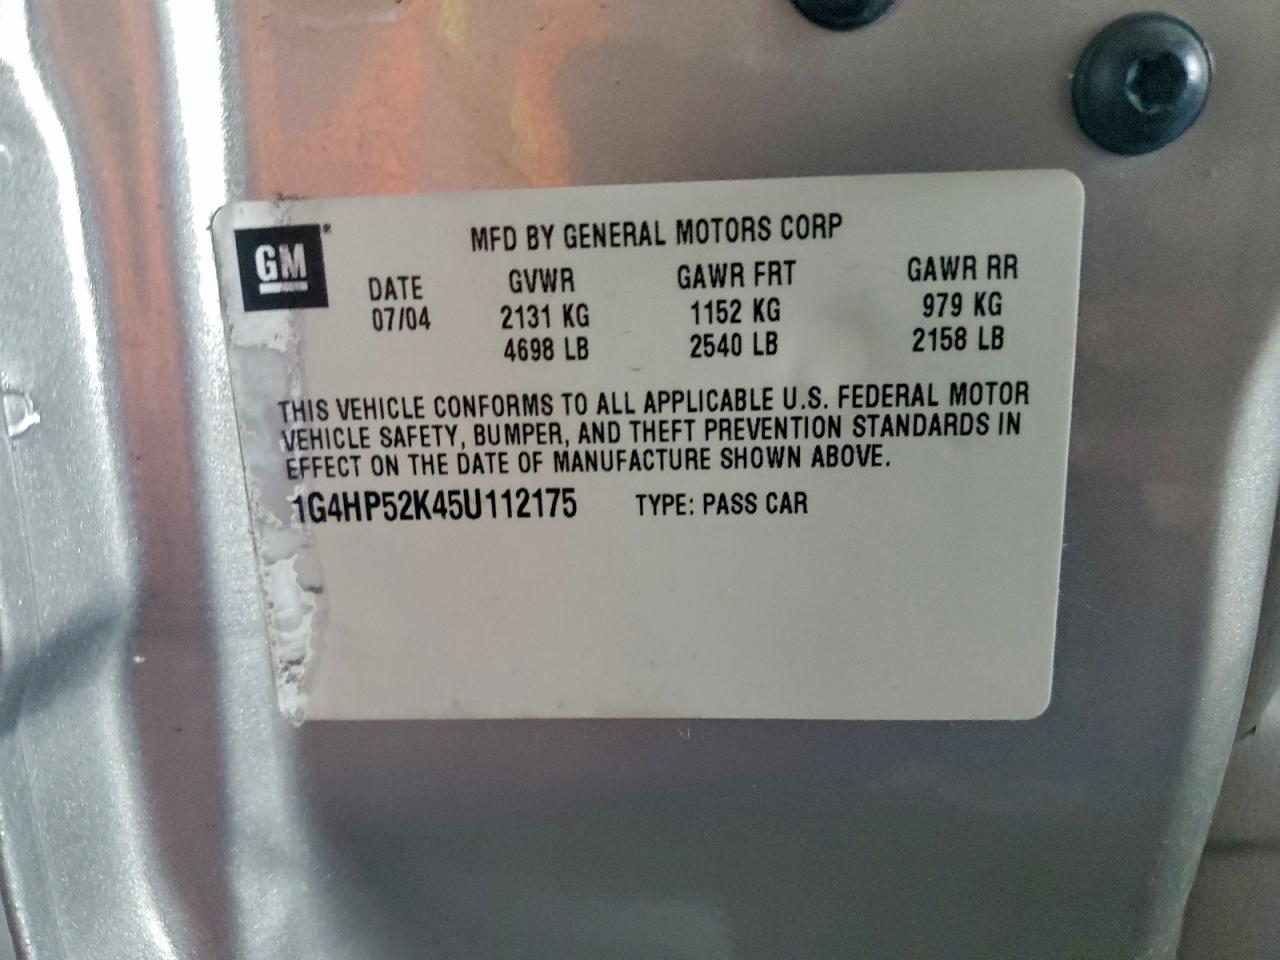 GM ®
MFD BY GENERAL MOTORS CORP
DATE GVWR GAWR FRT GAWR RR
07/04 2131 KG 1152 KG 979 KG
4698 LB 2540 LB 2158 LB
THIS VEHICLE CONFORMS TO ALL APPLICABLE U.S. FEDERAL MOTOR
VEHICLE SAFETY, BUMPER, AND THEFT PREVENTION STANDARDS IN
EFFECT ON THE DATE OF MANUFACTURE SHOWN ABOVE.
1G4HP52K45U112175 TYPE: PASS CAR